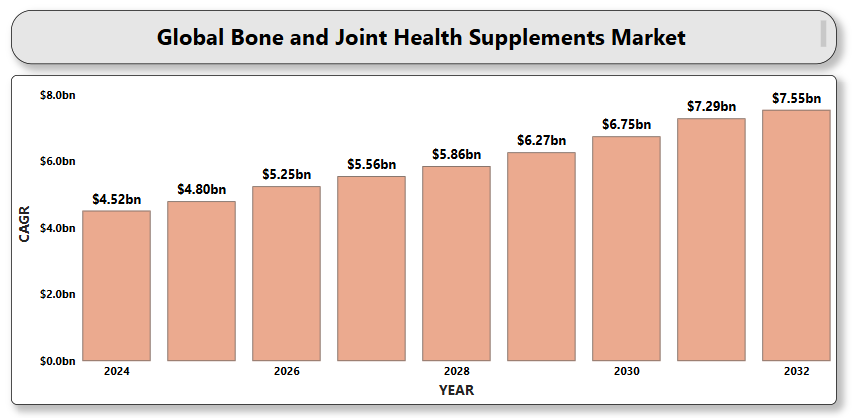 Global Bone and Joint Health Supplements Market
$8.0bn
$6.0bn
$4.0bn
$2.0bn
$0.0bn
CAGR
$4.52bn
$4.80bn
$5.25bn
$5.56bn
$5.86bn
$6.27bn
$6.75bn
$7.29bn
$7.55bn
2024
2026
2028
2030
2032
YEAR